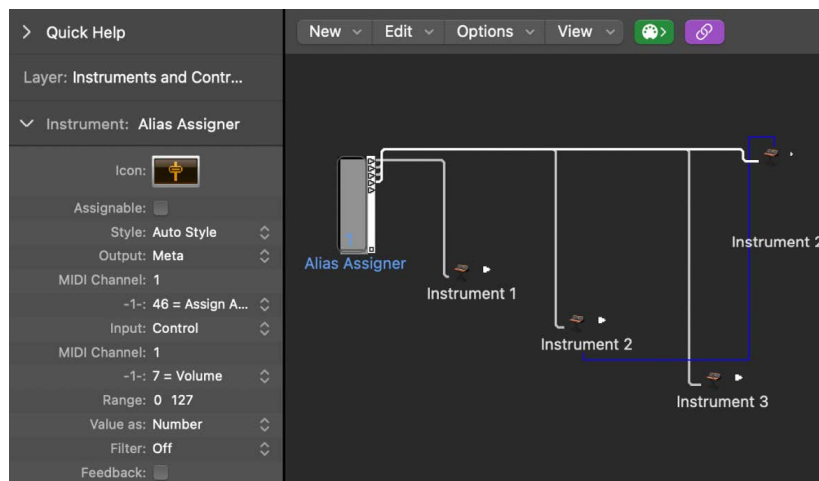 Quick Help
Layer: Instruments and Contr...
Instrument: Alias Assigner
Icon:
Assignable:
Style: Auto Style
Output: Meta
MIDI Channel: 1
-1-: 46 = Assign A...
Input: Control
MIDI Channel: 1
-1-: 7 = Volume
Range: 0 127
Value as: Number
Filter: Off
Feedback:
New Edit Options View
Alias Assigner
Instrument 1
Instrument 2
Instrument 3
Instrument 2